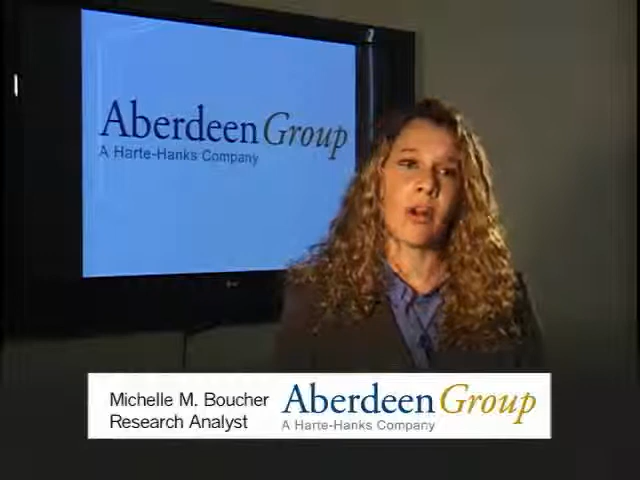 Aberdeen Group
A Harte-Hanks Company
Michelle M. Boucher
Research Analyst
Aberdeen Group
A Harte-Hanks Company